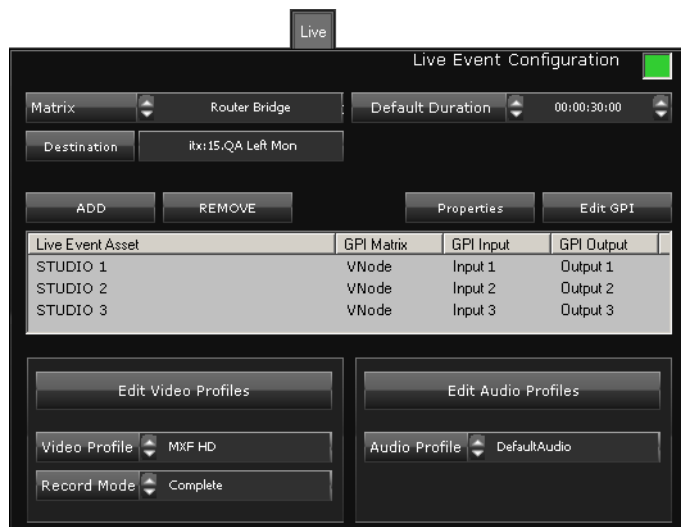 Live
Live Event Configuration
Matrix Router Bridge Default Duration 00:00:30:00
Destination itx:15.QA Left Mon
ADD REMOVE Properties Edit GPI
Live Event Asset GPI Matrix GPI Input GPI Output
STUDIO 1 VNode Input 1 Output 1
STUDIO 2 VNode Input 2 Output 2
STUDIO 3 VNode Input 3 Output 3
Edit Video Profiles Edit Audio Profiles
Video Profile MXF HD Audio Profile DefaultAudio
Record Mode Complete